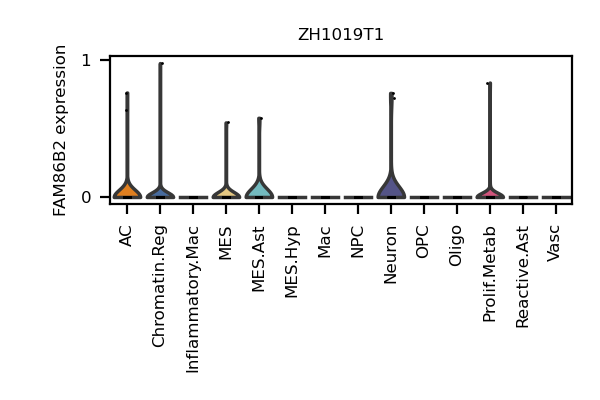 ZH1019T1
FAM86B2 expression
1
0
AC
Chromatin.Reg
Inflammatory.Mac
MES
MES.Ast
MES.Hyp
Mac
NPC
Neuron
OPC
Oligo
Prolif.Metab
Reactive.Ast
Vasc